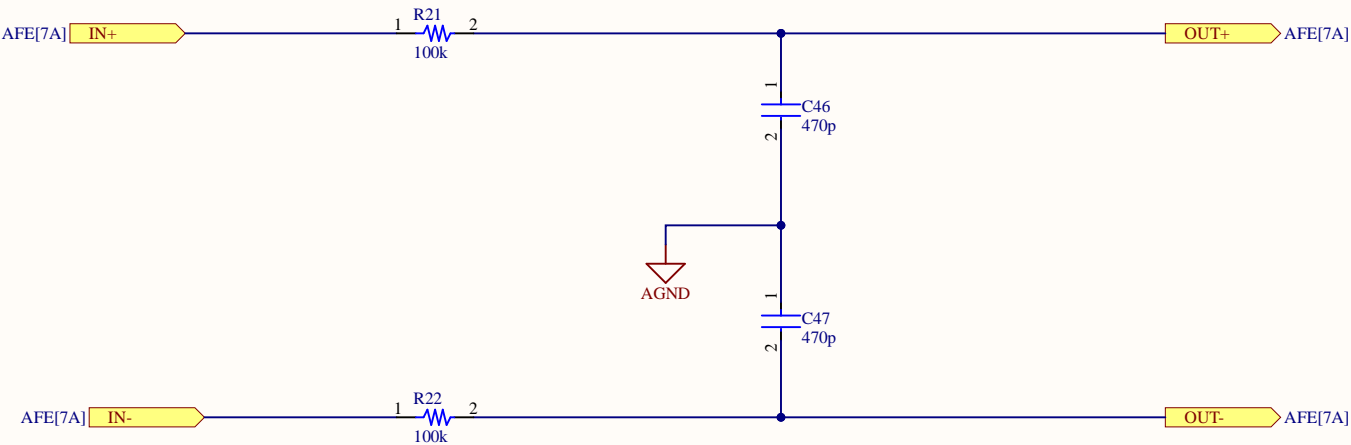 R21
AFE[7A] IN+ 1 2 OUT+ AFE[7A]
100k
1
C46
470p
2
AGND
1
C47
470p
2
R22
AFE[7A] IN- 1 2 OUT- AFE[7A]
100k